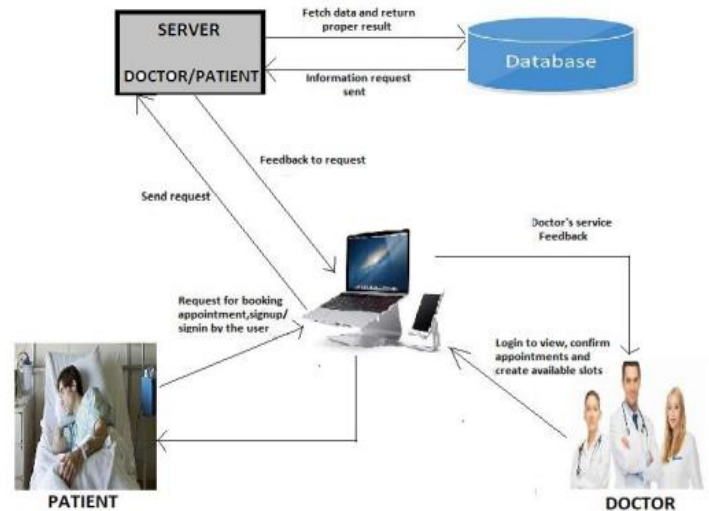 SERVER
DOCTOR/PATIENT
Fetch data and return
proper result
Information request
sent
Database
Feedback to request
Send request
Doctor's service
Feedback
Request for booking
appointment,signup/
signin by the user
Login to view, confirm
appointments and
create available slots
PATIENT
DOCTOR